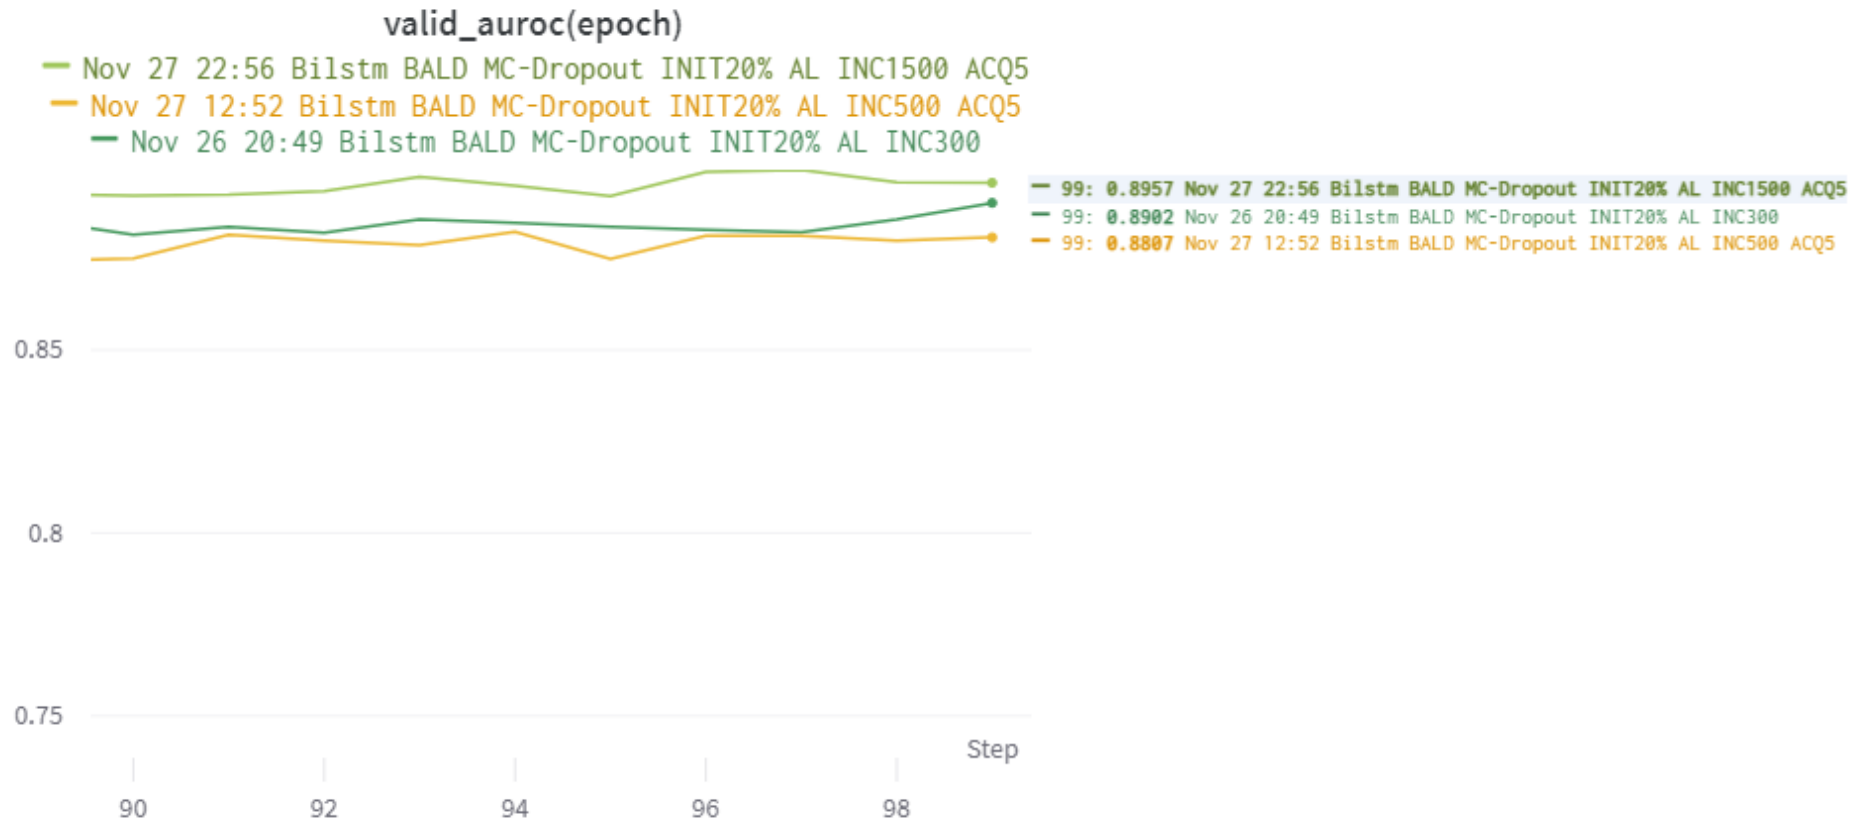 valid_auroc(epoch)
Nov 27 22:56 Bilstm BALD MC-Dropout INIT20% AL INC1500 ACQ5
Nov 27 12:52 Bilstm BALD MC-Dropout INIT20% AL INC500 ACQ5
Nov 26 20:49 Bilstm BALD MC-Dropout INIT20% AL INC300
99: 0.8957 Nov 27 22:56 Bilstm BALD MC-Dropout INIT20% AL INC1500 ACQ5
99: 0.8902 Nov 26 20:49 Bilstm BALD MC-Dropout INIT20% AL INC300
99: 0.8807 Nov 27 12:52 Bilstm BALD MC-Dropout INIT20% AL INC500 ACQ5
0.85
0.8
0.75
Step
90 92 94 96 98